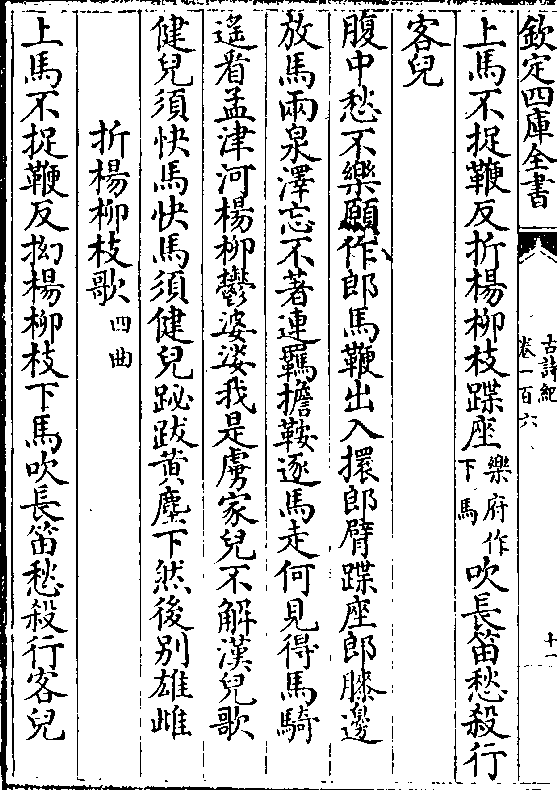 欽定四庫全書
古詩紀
卷一百六
十一
上馬不捉鞭反折楊柳枝蹀座樂府作下馬吹長笛愁殺行
客兒
腹中愁不樂願作郎馬鞭出入擐郎臂蹀座郎膝邊
放馬兩泉澤忘不著連羈擔鞍逐馬走何見得馬騎
遥看孟津河楊柳鬱婆娑我是虜家兒不解漢兒歌
健兒須快馬快馬須健兒䟆跋黄塵下然後别雄雌
折楊柳枝歌四曲
上馬不捉鞭反拗楊柳枝下馬吹長笛愁殺行客兒